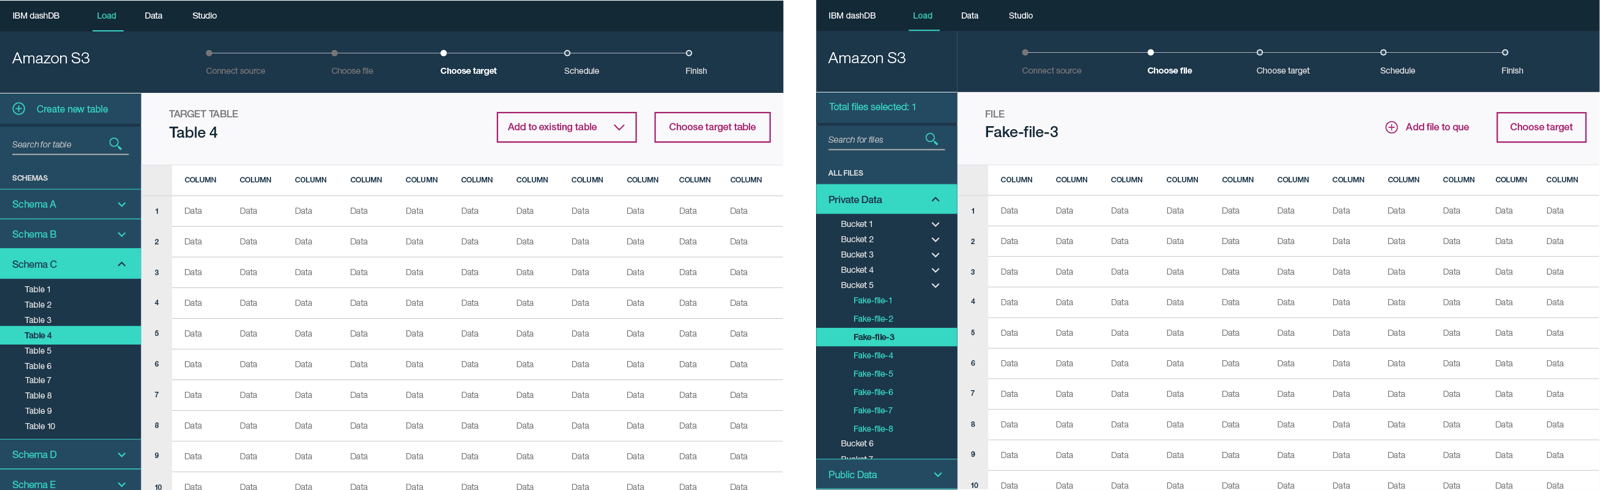 IBM dashDB Load Data Studio
Amazon S3
Connect source Choose file Choose target Schedule Finish
Create new table
Search for table
SCHEMAS
Schema A
Schema B
Schema C
Table 1
Table 2
Table 3
Table 4
Table 5
Table 6
Table 7
Table 8
Table 9
Table 10
Schema D
Schema E
TARGET TABLE
Table 4
Add to existing table Choose target table
COLUMN COLUMN COLUMN COLUMN COLUMN COLUMN COLUMN COLUMN COLUMN COLUMN COLUMN
1 Data Data Data Data Data Data Data Data Data Data Data
2 Data Data Data Data Data Data Data Data Data Data Data
3 Data Data Data Data Data Data Data Data Data Data Data
4 Data Data Data Data Data Data Data Data Data Data Data
5 Data Data Data Data Data Data Data Data Data Data Data
6 Data Data Data Data Data Data Data Data Data Data Data
7 Data Data Data Data Data Data Data Data Data Data Data
8 Data Data Data Data Data Data Data Data Data Data Data
9 Data Data Data Data Data Data Data Data Data Data Data
10 Data Data Data Data Data Data Data Data Data Data Data
IBM dashDB Load Data Studio
Amazon S3
Connect source Choose file Choose target Schedule Finish
Total files selected: 1
Search for files
ALL FILES
Private Data
Bucket 1
Bucket 2
Bucket 3
Bucket 4
Bucket 5
Fake-file-1
Fake-file-2
Fake-file-3
Fake-file-4
Fake-file-5
Fake-file-6
Fake-file-7
Fake-file-8
Bucket 6
Bucket 7
Public Data
FILE
Fake-file-3
Add file to que Choose target
COLUMN COLUMN COLUMN COLUMN COLUMN COLUMN COLUMN COLUMN COLUMN COLUMN COLUMN
1 Data Data Data Data Data Data Data Data Data Data Data
2 Data Data Data Data Data Data Data Data Data Data Data
3 Data Data Data Data Data Data Data Data Data Data Data
4 Data Data Data Data Data Data Data Data Data Data Data
5 Data Data Data Data Data Data Data Data Data Data Data
6 Data Data Data Data Data Data Data Data Data Data Data
7 Data Data Data Data Data Data Data Data Data Data Data
8 Data Data Data Data Data Data Data Data Data Data Data
9 Data Data Data Data Data Data Data Data Data Data Data
10 Data Data Data Data Data Data Data Data Data Data Data